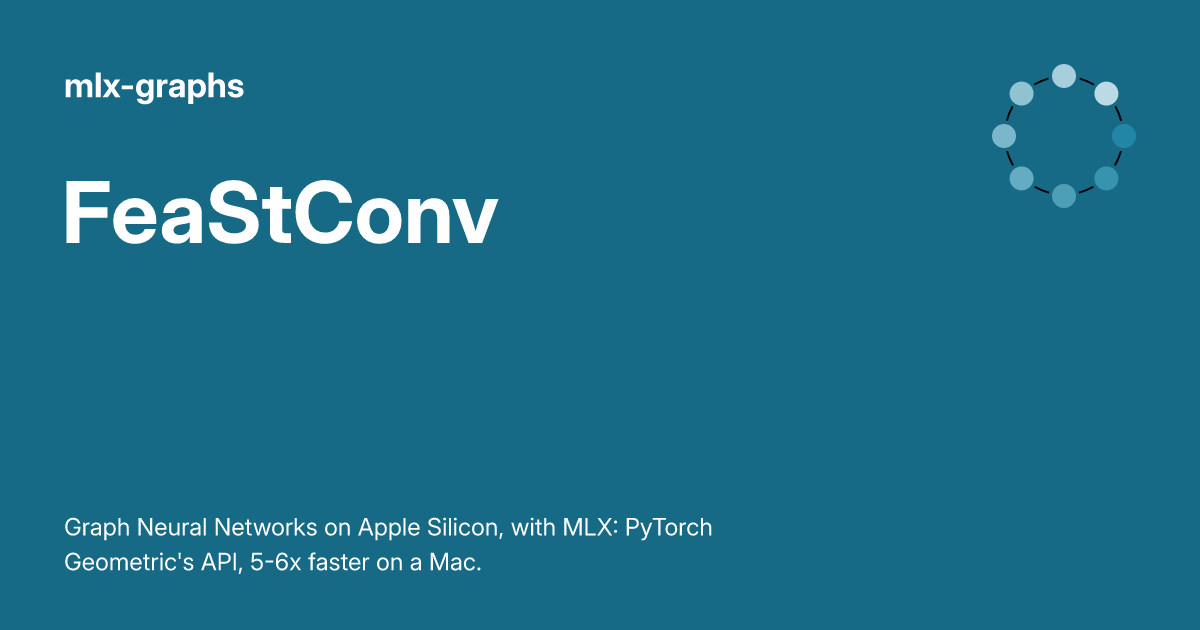 mlx-graphs
FeaStConv
Graph Neural Networks on Apple Silicon, with MLX: PyTorch
Geometric's API, 5-6x faster on a Mac.